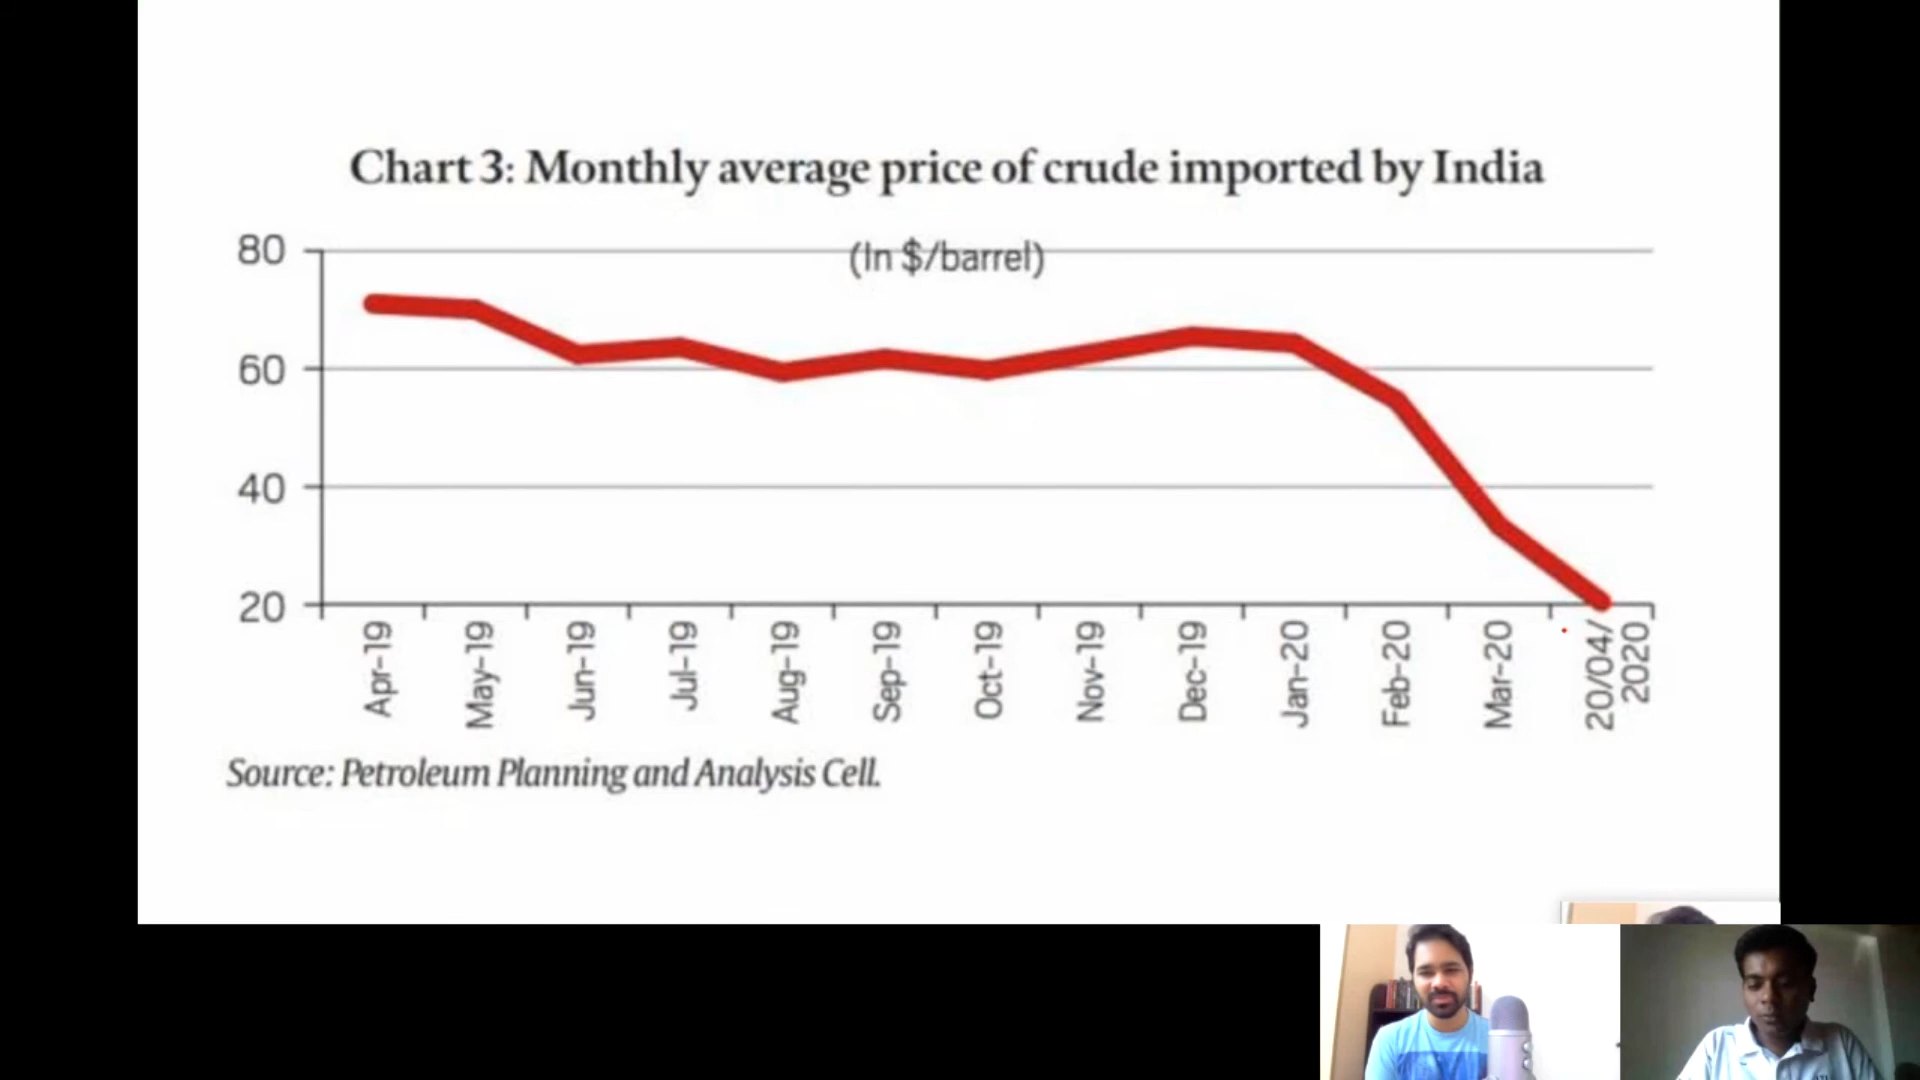 Chart 3: Monthly average price of crude imported by India
(In $/barrel)
80
60
40
20
Apr-19
May-19
Jun-19
Jul-19
Aug-19
Sep-19
Oct-19
Nov-19
Dec-19
Jan-20
Feb-20
Mar-20
20/04/
2020
Source: Petroleum Planning and Analysis Cell.